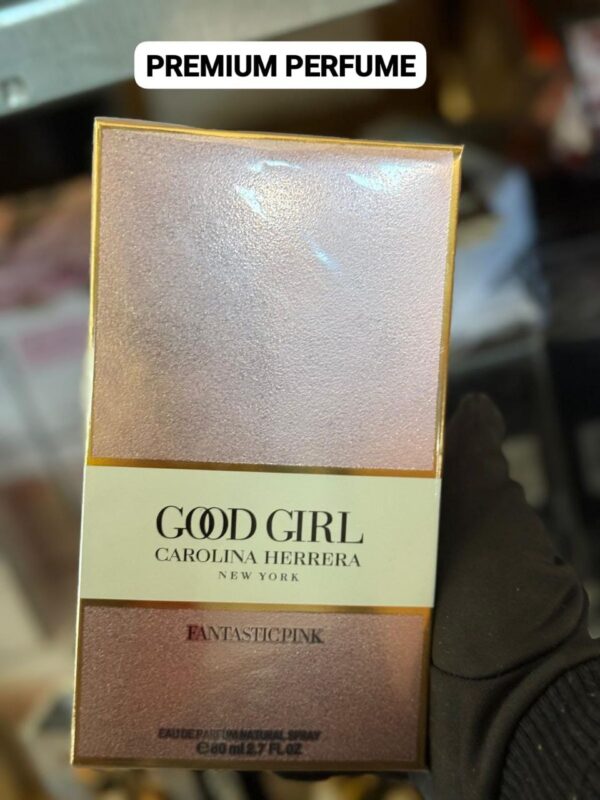 PREMIUM PERFUME
GOOD GIRL
CAROLINA HERRERA
NEW YORK
FANTASTIC PINK
EAU DE PARFUM NATURAL SPRAY
℮ 80 ml 2.7 FL OZ